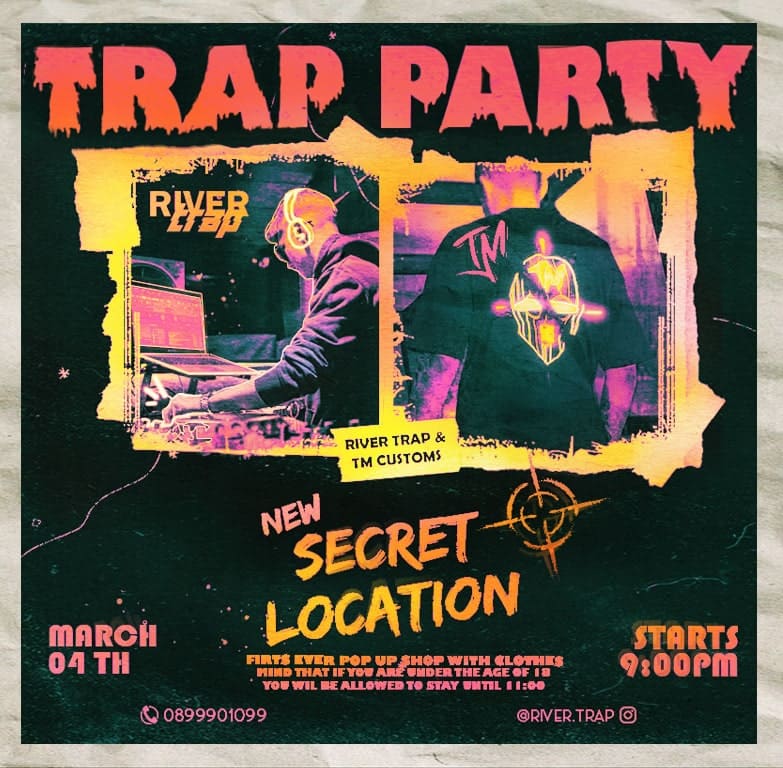 TRAP PARTY
RIVER
trap
TM
TM
RIVER TRAP &
TM CUSTOMS
NEW
SECRET
LOCATION
MARCH
04 TH
STARTS
9:00PM
FIRTS EVER POP UP $HOP WITH CLOTHES
MIND THAT IF YOU ARE UNDER THE AGE OF 18
YOU WIL BE ALLOWED TO STAY UNTIL 11:00
0899901099
@RIVER.TRAP